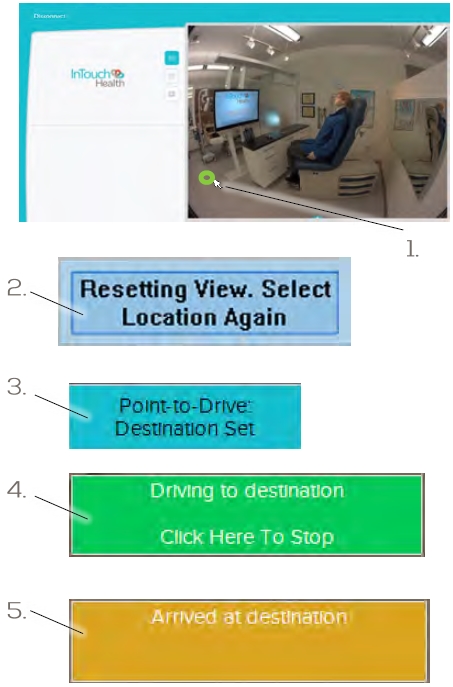 Disconnect
InTouch
Health
1.
2.
Resetting View. Select
Location Again
3.
Point-to-Drive:
Destination Set
4.
Driving to destination
Click Here To Stop
5.
Arrived at destination